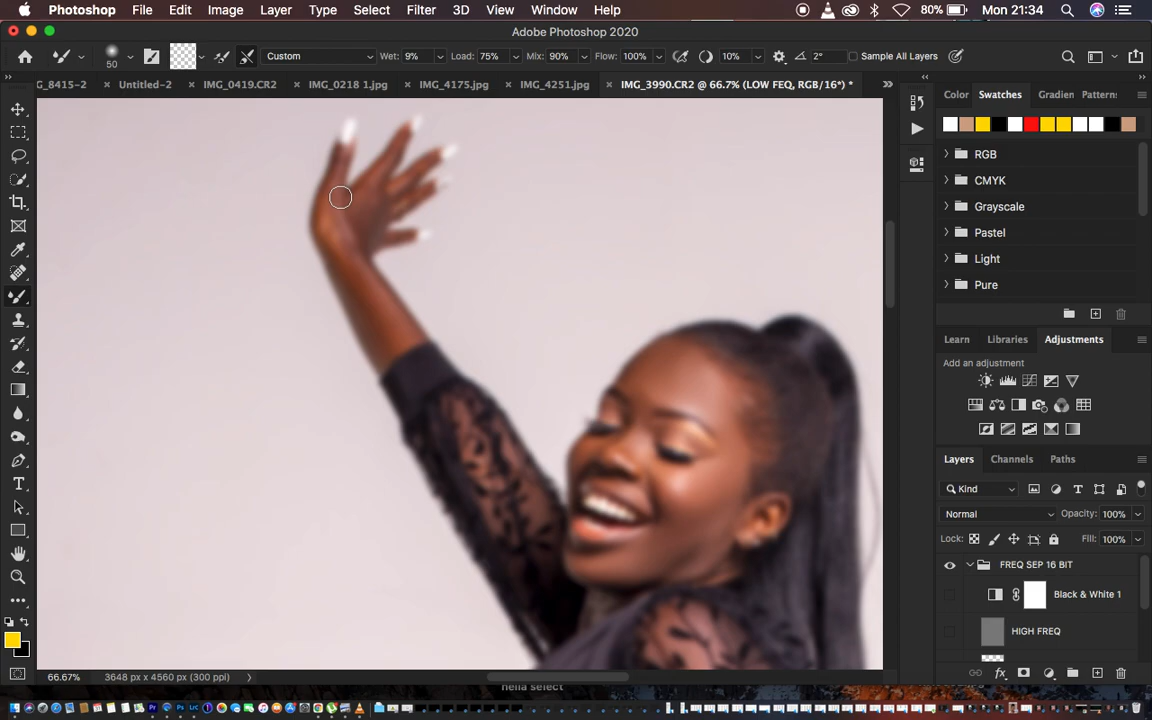 Photoshop File Edit Image Layer Type Select Filter 3D View Window Help 80% Mon 21:34
Adobe Photoshop 2020
50 Custom Wet: 9% Load: 75% Mix: 90% Flow: 100% 10% 2° Sample All Layers
G_8415-2 × Untitled-2 × IMG_0419.CR2 × IMG_0218 1.jpg × IMG_4175.jpg × IMG_4251.jpg × IMG_3990.CR2 @ 66.7% (LOW FEQ, RGB/16*) *
Color Swatches Gradien Pattern:
RGB
CMYK
Grayscale
Pastel
Light
Pure
Learn Libraries Adjustments
Add an adjustment
Layers Channels Paths
Kind
Normal Opacity: 100%
Lock: Fill: 100%
FREQ SEP 16 BIT
Black & White 1
HIGH FREQ
66.67% 3648 px x 4560 px (300 ppi)
hella select